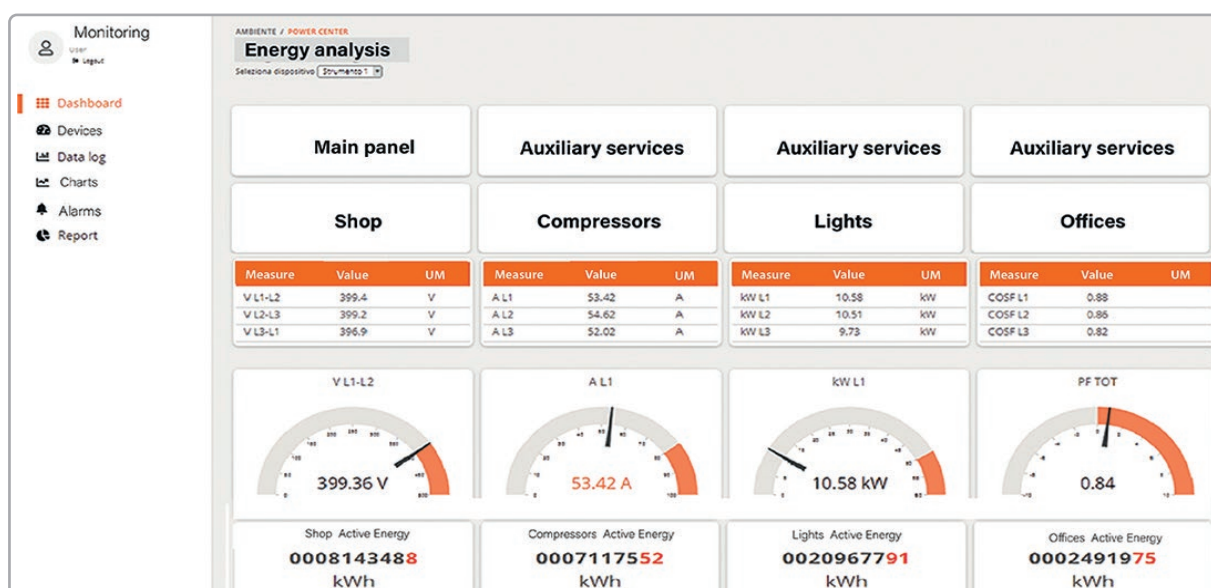 Monitoring
User
Logout
Dashboard
Devices
Data log
Charts
Alarms
Report
AMBIENTE / POWER CENTER
Energy analysis
Seleziona dispositivo Strumento 1
Main panel Auxiliary services Auxiliary services Auxiliary services
Shop Compressors Lights Offices
Measure Value UM Measure Value UM Measure Value UM Measure Value UM
V L1-L2 399.4 V A L1 53.42 A kW L1 10.58 kW COSF L1 0.88
V L2-L3 399.2 V A L2 54.62 A kW L2 10.51 kW COSF L2 0.86
V L3-L1 396.9 V A L3 52.02 A kW L3 9.73 kW COSF L3 0.82
V L1-L2 A L1 kW L1 PF TOT
399.36 V 53.42 A 10.58 kW 0.84
Shop Active Energy Compressors Active Energy Lights Active Energy Offices Active Energy
0008143488 0007117552 0020967791 0002491975
kWh kWh kWh kWh